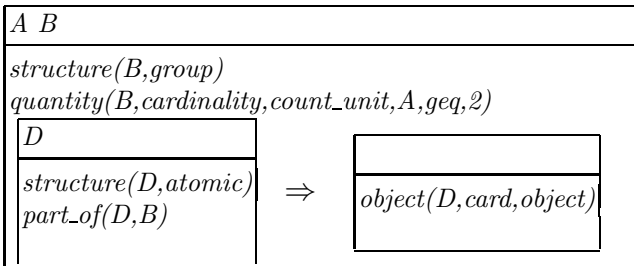 A B
structure(B,group)
quantity(B,cardinality,count_unit,A,geq,2)
D
structure(D,atomic)
part_of(D,B)
⇒
object(D,card,object)